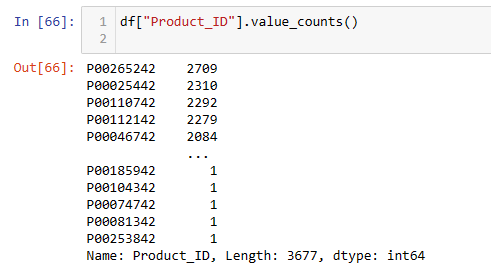 In [66]: 1 df["Product_ID"].value_counts()
2
Out[66]: P00265242 2709
P00025442 2310
P00110742 2292
P00112142 2279
P00046742 2084
...
P00185942 1
P00104342 1
P00074742 1
P00081342 1
P00253842 1
Name: Product_ID, Length: 3677, dtype: int64